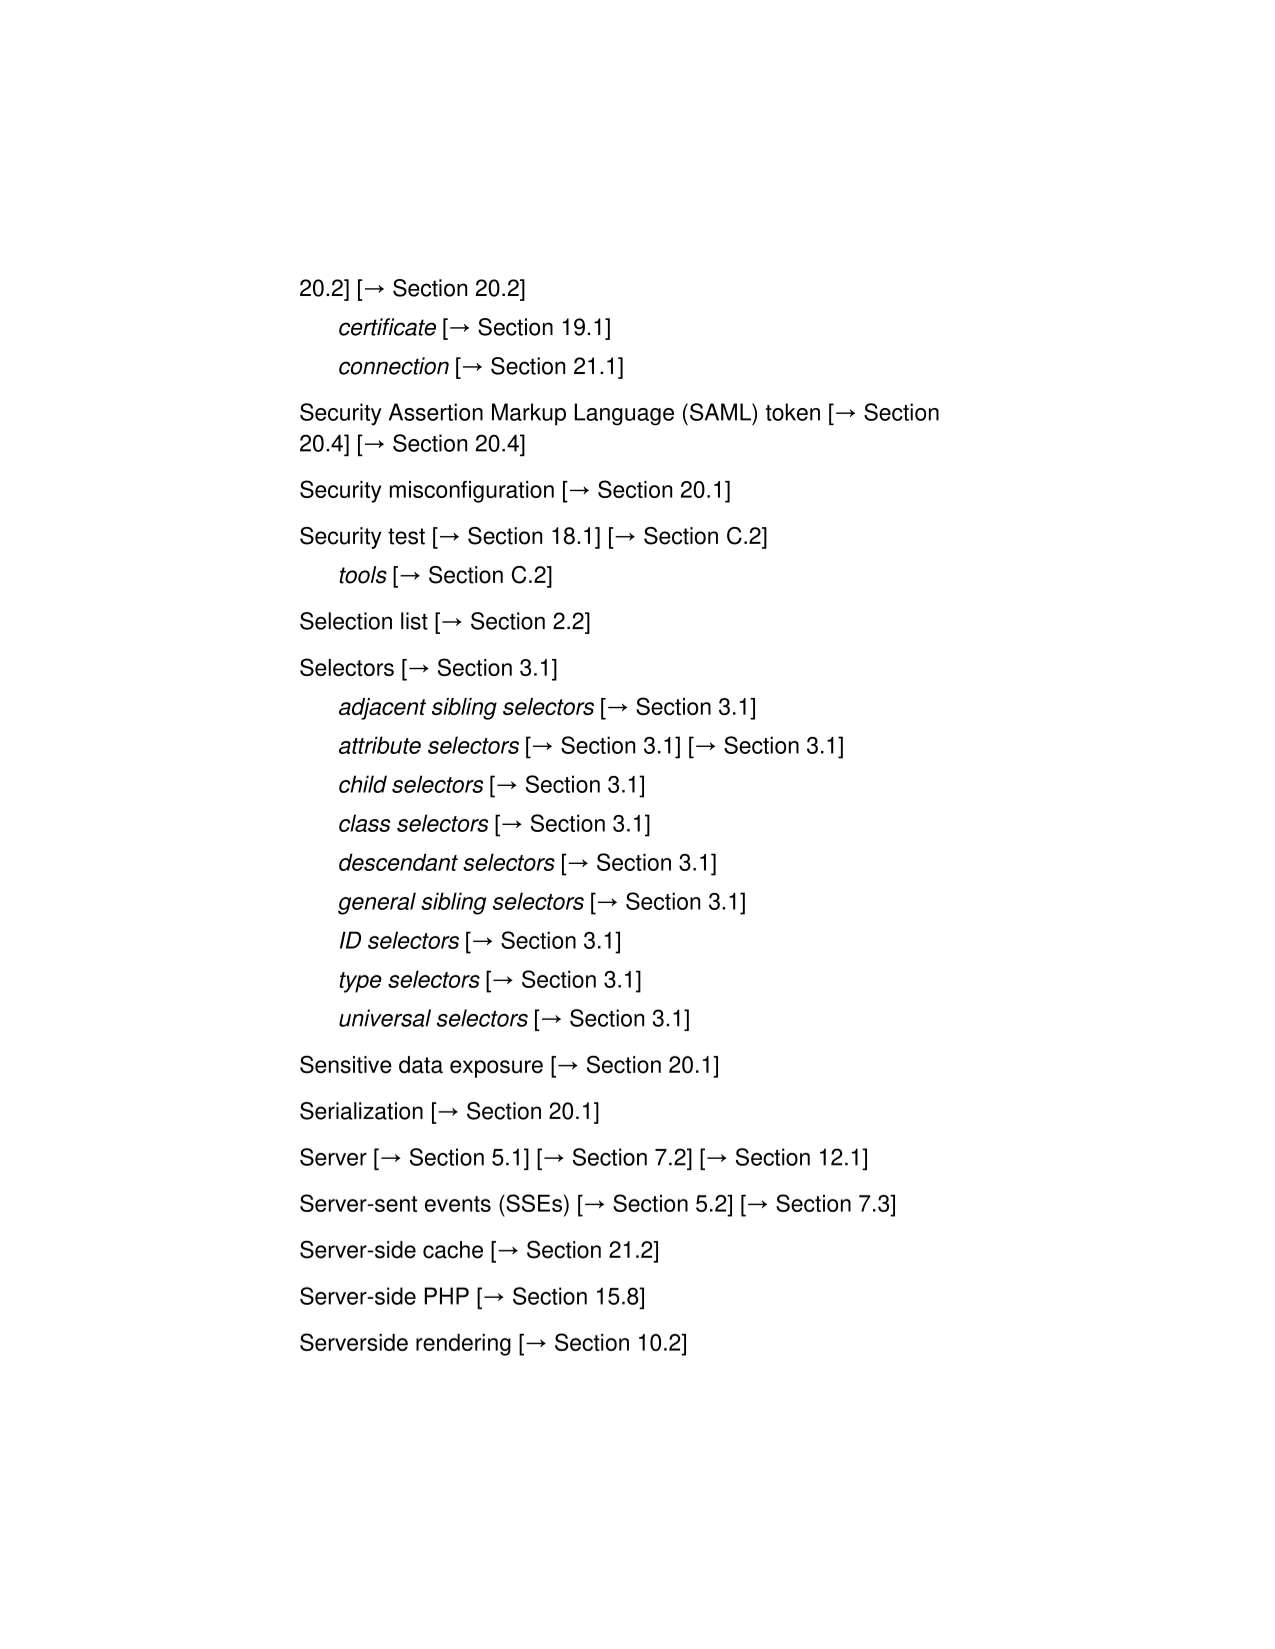 20.2] [→ Section 20.2]
certificate [→ Section 19.1]
connection [→ Section 21.1]
Security Assertion Markup Language (SAML) token [→ Section
20.4] [→ Section 20.4]
Security misconfiguration [→ Section 20.1]
Security test [→ Section 18.1] [→ Section C.2]
tools [→ Section C.2]
Selection list [→ Section 2.2]
Selectors [→ Section 3.1]
adjacent sibling selectors [→ Section 3.1]
attribute selectors [→ Section 3.1] [→ Section 3.1]
child selectors [→ Section 3.1]
class selectors [→ Section 3.1]
descendant selectors [→ Section 3.1]
general sibling selectors [→ Section 3.1]
ID selectors [→ Section 3.1]
type selectors [→ Section 3.1]
universal selectors [→ Section 3.1]
Sensitive data exposure [→ Section 20.1]
Serialization [→ Section 20.1]
Server [→ Section 5.1] [→ Section 7.2] [→ Section 12.1]
Server-sent events (SSEs) [→ Section 5.2] [→ Section 7.3]
Server-side cache [→ Section 21.2]
Server-side PHP [→ Section 15.8]
Serverside rendering [→ Section 10.2]